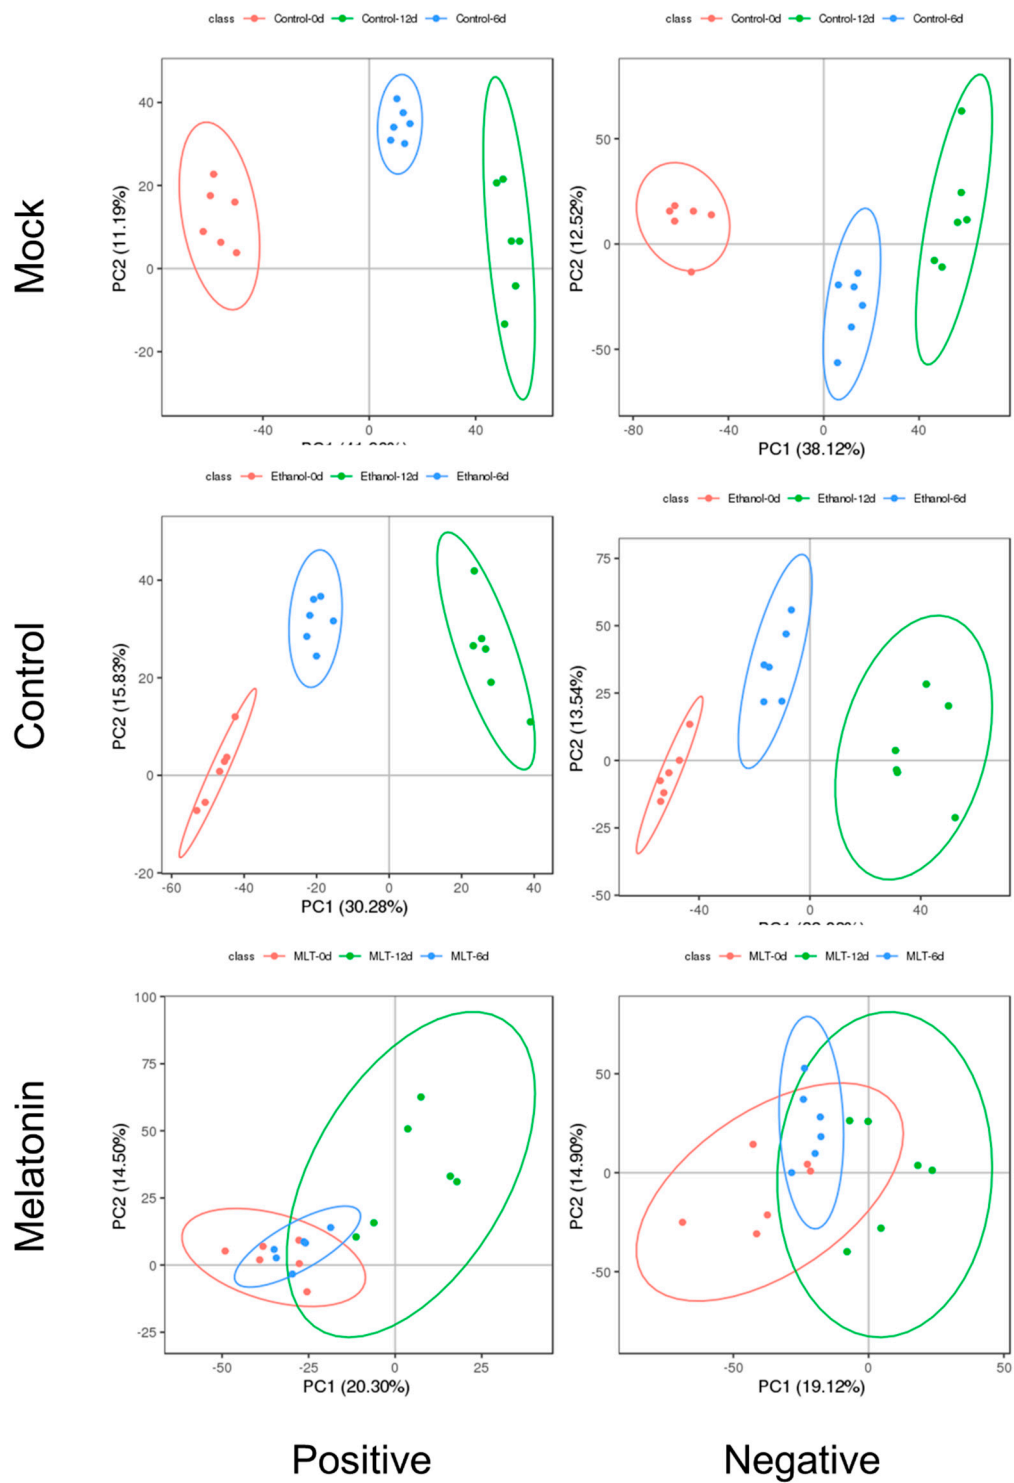 class Control-0d Control-12d Control-6d
class Control-0d Control-12d Control-6d
Mock
PC2 (11.19%)
40
20
0
-20
-40 0 40
PC2 (12.52%)
50
0
-50
-80 -40 0 40
PC1 (38.12%)
class Ethanol-0d Ethanol-12d Ethanol-6d
class Ethanol-0d Ethanol-12d Ethanol-6d
Control
PC2 (15.83%)
40
20
0
-20
-60 -40 -20 0 20 40
PC1 (30.28%)
PC2 (13.54%)
75
50
25
0
-25
-50
-40 0 40
class MLT-0d MLT-12d MLT-6d
class MLT-0d MLT-12d MLT-6d
Melatonin
PC2 (14.50%)
100
75
50
25
0
-25
-50 -25 0 25
PC1 (20.30%)
PC2 (14.90%)
50
0
-50
-50 0 50
PC1 (19.12%)
Positive
Negative